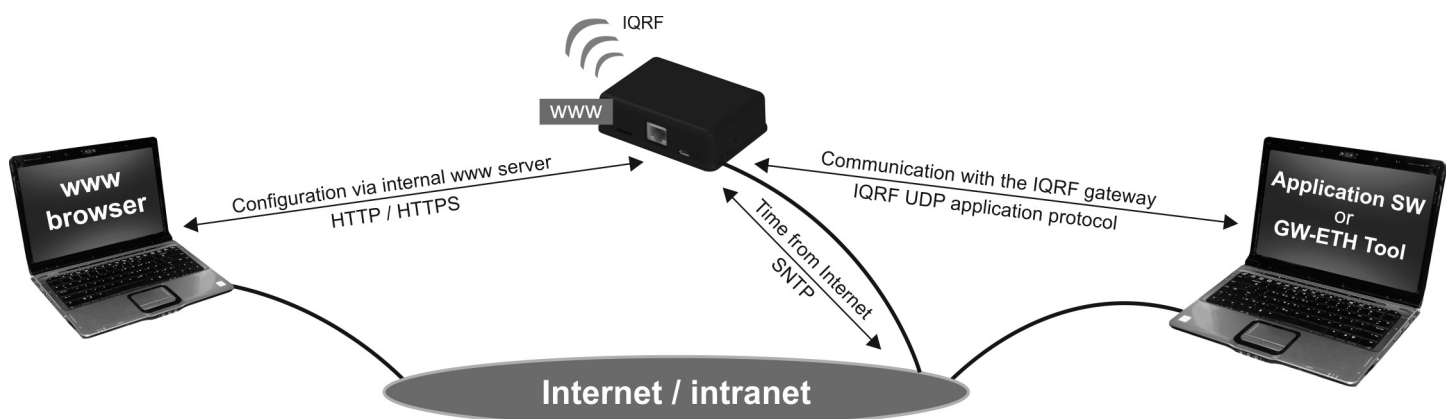 IQRF
www
www
browser
Configuration via internal www server
HTTP / HTTPS
Communication with the IQRF gateway
IQRF UDP application protocol
Time from Internet
SNTP
Application SW
or
GW-ETH Tool
Internet / intranet